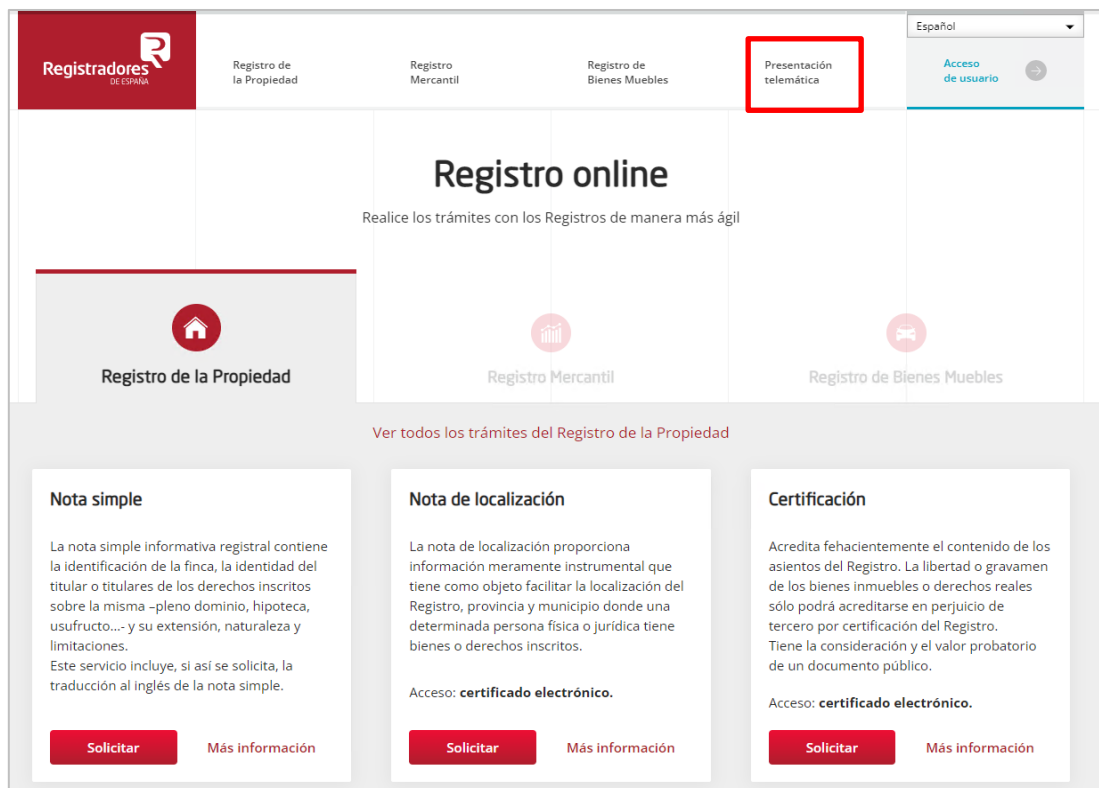 Español
Registradores
DE ESPAÑA
Registro de
la Propiedad
Registro
Mercantil
Registro de
Bienes Muebles
Presentación
telemática
Acceso
de usuario
Registro online
Realice los trámites con los Registros de manera más ágil
Registro de la Propiedad
Registro Mercantil
Registro de Bienes Muebles
Ver todos los trámites del Registro de la Propiedad
Nota simple
La nota simple informativa registral contiene
la identificación de la finca, la identidad del
titular o titulares de los derechos inscritos
sobre la misma –pleno dominio, hipoteca,
usufructo...- y su extensión, naturaleza y
limitaciones.
Este servicio incluye, si así se solicita, la
traducción al inglés de la nota simple.
Solicitar
Más información
Nota de localización
La nota de localización proporciona
información meramente instrumental que
tiene como objeto facilitar la localización del
Registro, provincia y municipio donde una
determinada persona física o jurídica tiene
bienes o derechos inscritos.
Acceso: certificado electrónico.
Solicitar
Más información
Certificación
Acredita fehacientemente el contenido de los
asientos del Registro. La libertad o gravamen
de los bienes inmuebles o derechos reales
sólo podrá acreditarse en perjuicio de
tercero por certificación del Registro.
Tiene la consideración y el valor probatorio
de un documento público.
Acceso: certificado electrónico.
Solicitar
Más información